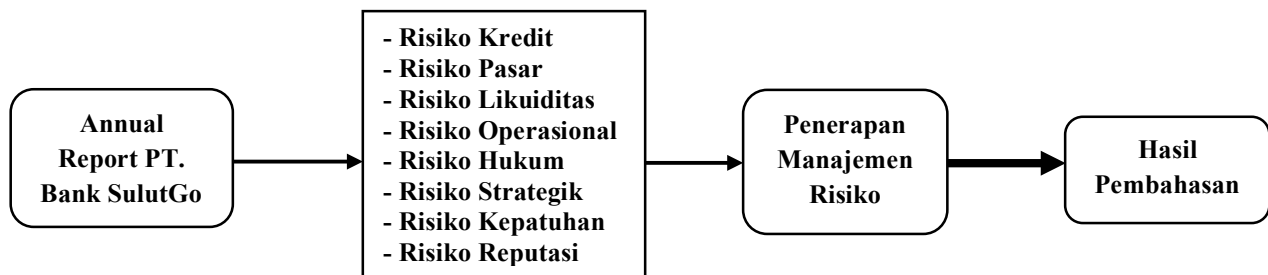 Annual
Report PT.
Bank SulutGo
- Risiko Kredit
- Risiko Pasar
- Risiko Likuiditas
- Risiko Operasional
- Risiko Hukum
- Risiko Strategik
- Risiko Kepatuhan
- Risiko Reputasi
Penerapan
Manajemen
Risiko
Hasil
Pembahasan